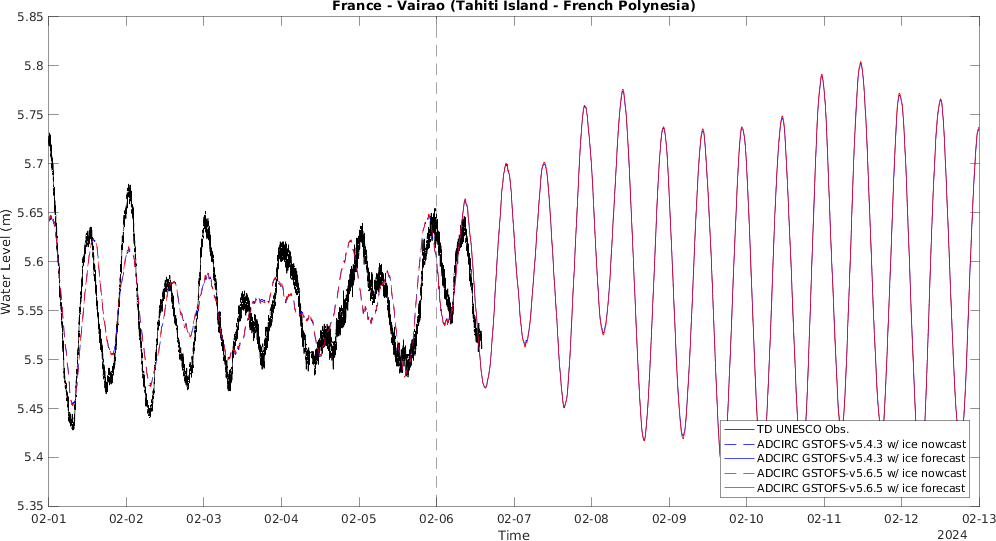 France - Vairao (Tahiti Island - French Polynesia)
5.85
5.8
5.75
5.7
5.65
5.6
5.55
5.5
5.45
5.4
5.35
Water Level (m)
TD UNESCO Obs.
ADCIRC GSTOFS-v5.4.3 w/ ice nowcast
ADCIRC GSTOFS-v5.4.3 w/ ice forecast
ADCIRC GSTOFS-v5.6.5 w/ ice nowcast
ADCIRC GSTOFS-v5.6.5 w/ ice forecast
02-01 02-02 02-03 02-04 02-05 02-06 02-07 02-08 02-09 02-10 02-11 02-12 02-13
Time
2024